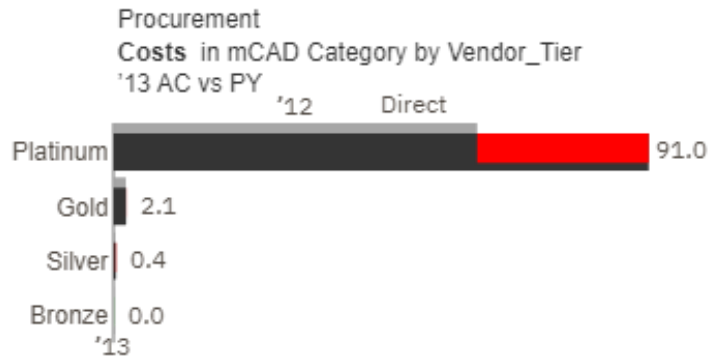 Procurement
Costs in mCAD Category by Vendor_Tier
'13 AC vs PY
'12 Direct
Platinum 91.0
Gold 2.1
Silver 0.4
Bronze 0.0
'13